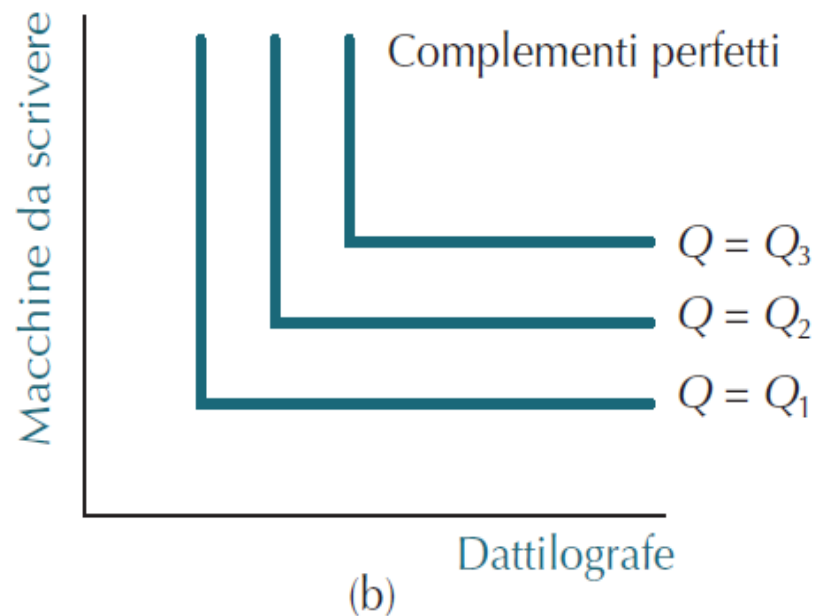 Macchine da scrivere
Complementi perfetti
Q = Q₃
Q = Q₂
Q = Q₁
Dattilografe
(b)